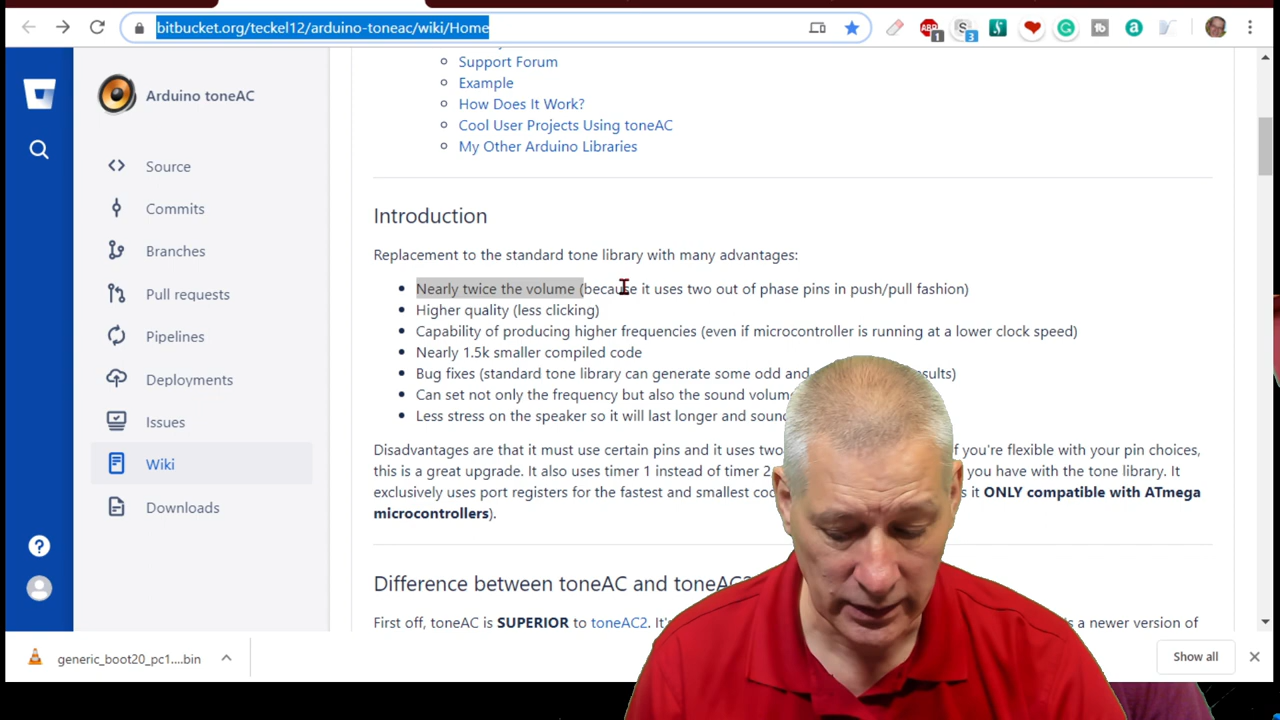 bitbucket.org/teckel12/arduino-toneac/wiki/Home
1
3
Arduino toneAC
Source
Commits
Branches
Pull requests
Pipelines
Deployments
Issues
Wiki
Downloads
Support Forum
Example
How Does It Work?
Cool User Projects Using toneAC
My Other Arduino Libraries
Introduction
Replacement to the standard tone library with many advantages:
Nearly twice the volume (because it uses two out of phase pins in push/pull fashion)
Higher quality (less clicking)
Capability of producing higher frequencies (even if microcontroller is running at a lower clock speed)
Nearly 1.5k smaller compiled code
Bug fixes (standard tone library can generate some odd and
Can set not only the frequency but also the sound
Less stress on the speaker so it will last longer and
Disadvantages are that it must use certain pins and it uses two if you're flexible with your pin choices,
this is a great upgrade. It also uses timer 1 instead of timer 2 you have with the tone library. It
exclusively uses port registers for the fastest and smallest it ONLY compatible with ATmega
microcontrollers).
Difference between toneAC and
First off, toneAC is SUPERIOR to toneAC2. a newer version of
generic_boot20_pc1....bin
Show all